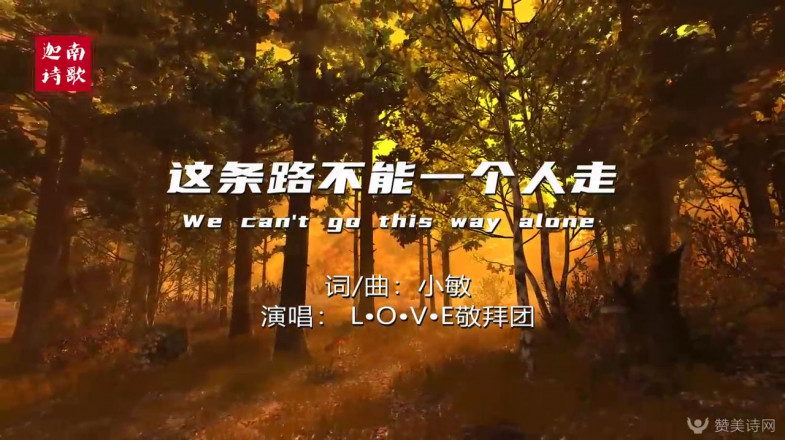 迦南
诗歌
这条路不能一个人走
We can't go this way alone
词/曲：小敏
演唱： L•O•V•E敬拜团
赞美诗网